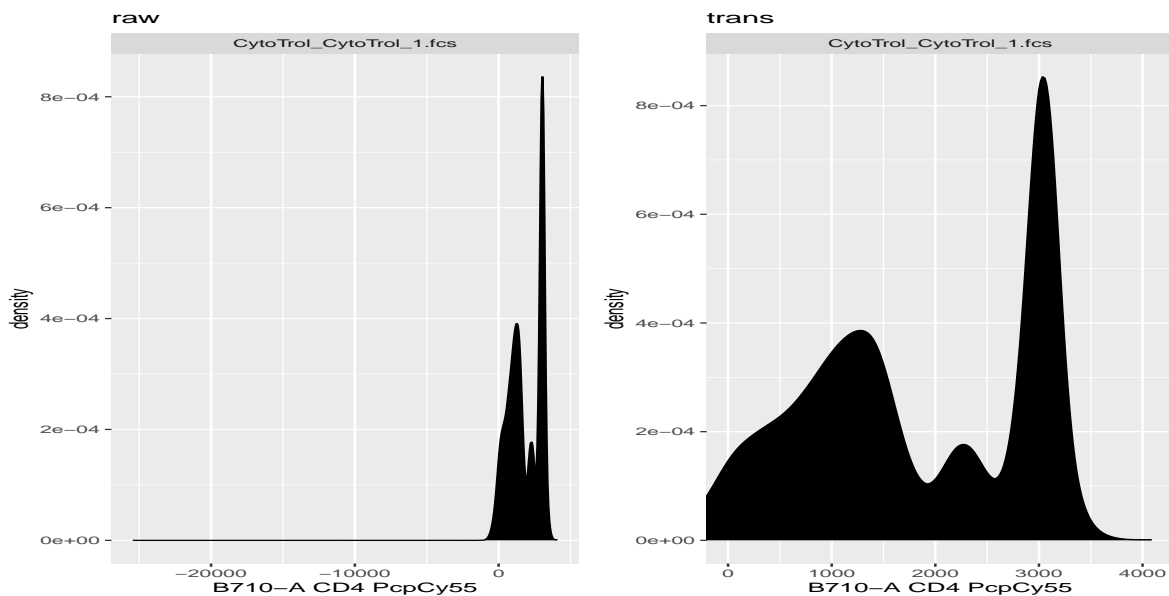 raw
CytoTrol_CytoTrol_1.fcs
8e−04
6e−04
4e−04
2e−04
0e+00
density
−20000 −10000 0
B710−A CD4 PcpCy55
trans
CytoTrol_CytoTrol_1.fcs
8e−04
6e−04
4e−04
2e−04
0e+00
density
0 1000 2000 3000 4000
B710−A CD4 PcpCy55